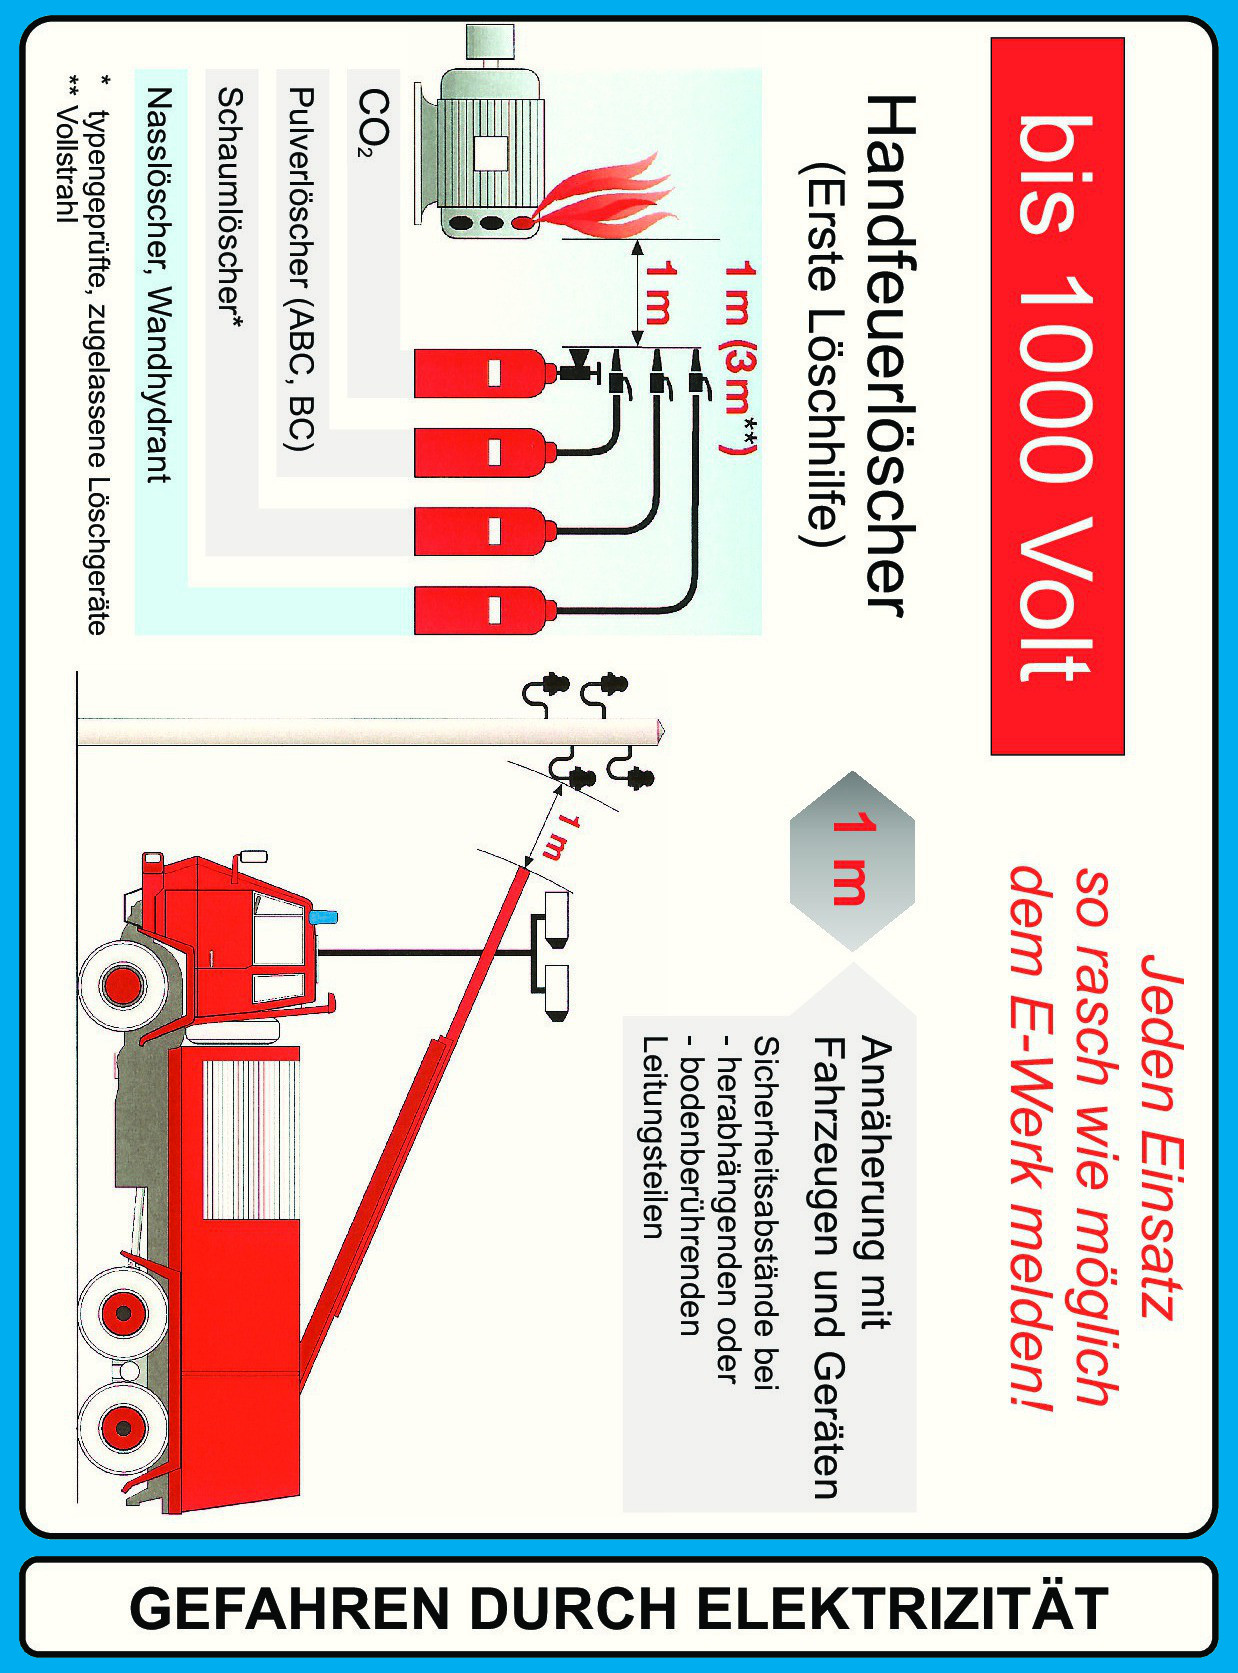 bis 1000 Volt
Jeden Einsatz
so rasch wie möglich
dem E-Werk melden!
Handfeuerlöscher
(Erste Löschhilfe)
1 m (3 m**)
1 m
CO₂
Pulverlöscher (ABC, BC)
Schaumlöscher*
Nasslöscher, Wandhydrant
* typengeprüfte, zugelassene Löschgeräte
** Vollstrahl
1 m
Annäherung mit
Fahrzeugen und Geräten
Sicherheitsabstände bei
- herabhängenden oder
- bodenberührenden
Leitungsteilen
1 m
GEFAHREN DURCH ELEKTRIZITÄT